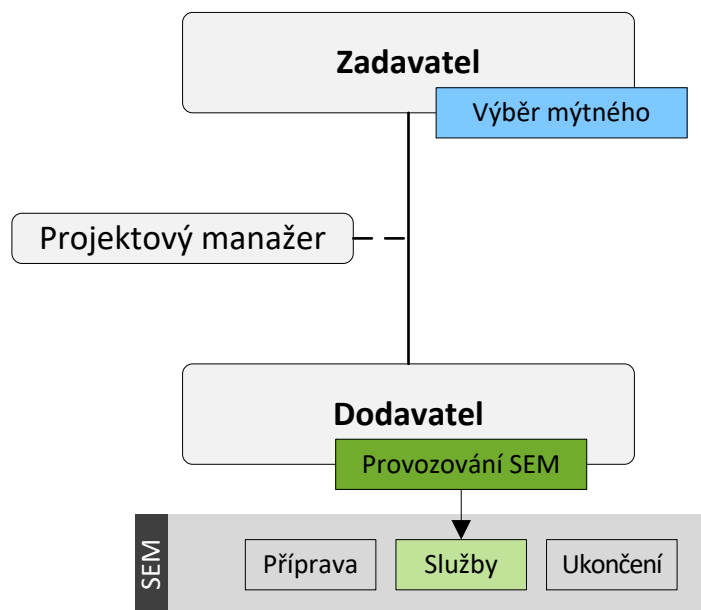 Zadavatel
Výběr mýtného
Projektový manažer
Dodavatel
Provozování SEM
SEM
Příprava
Služby
Ukončení